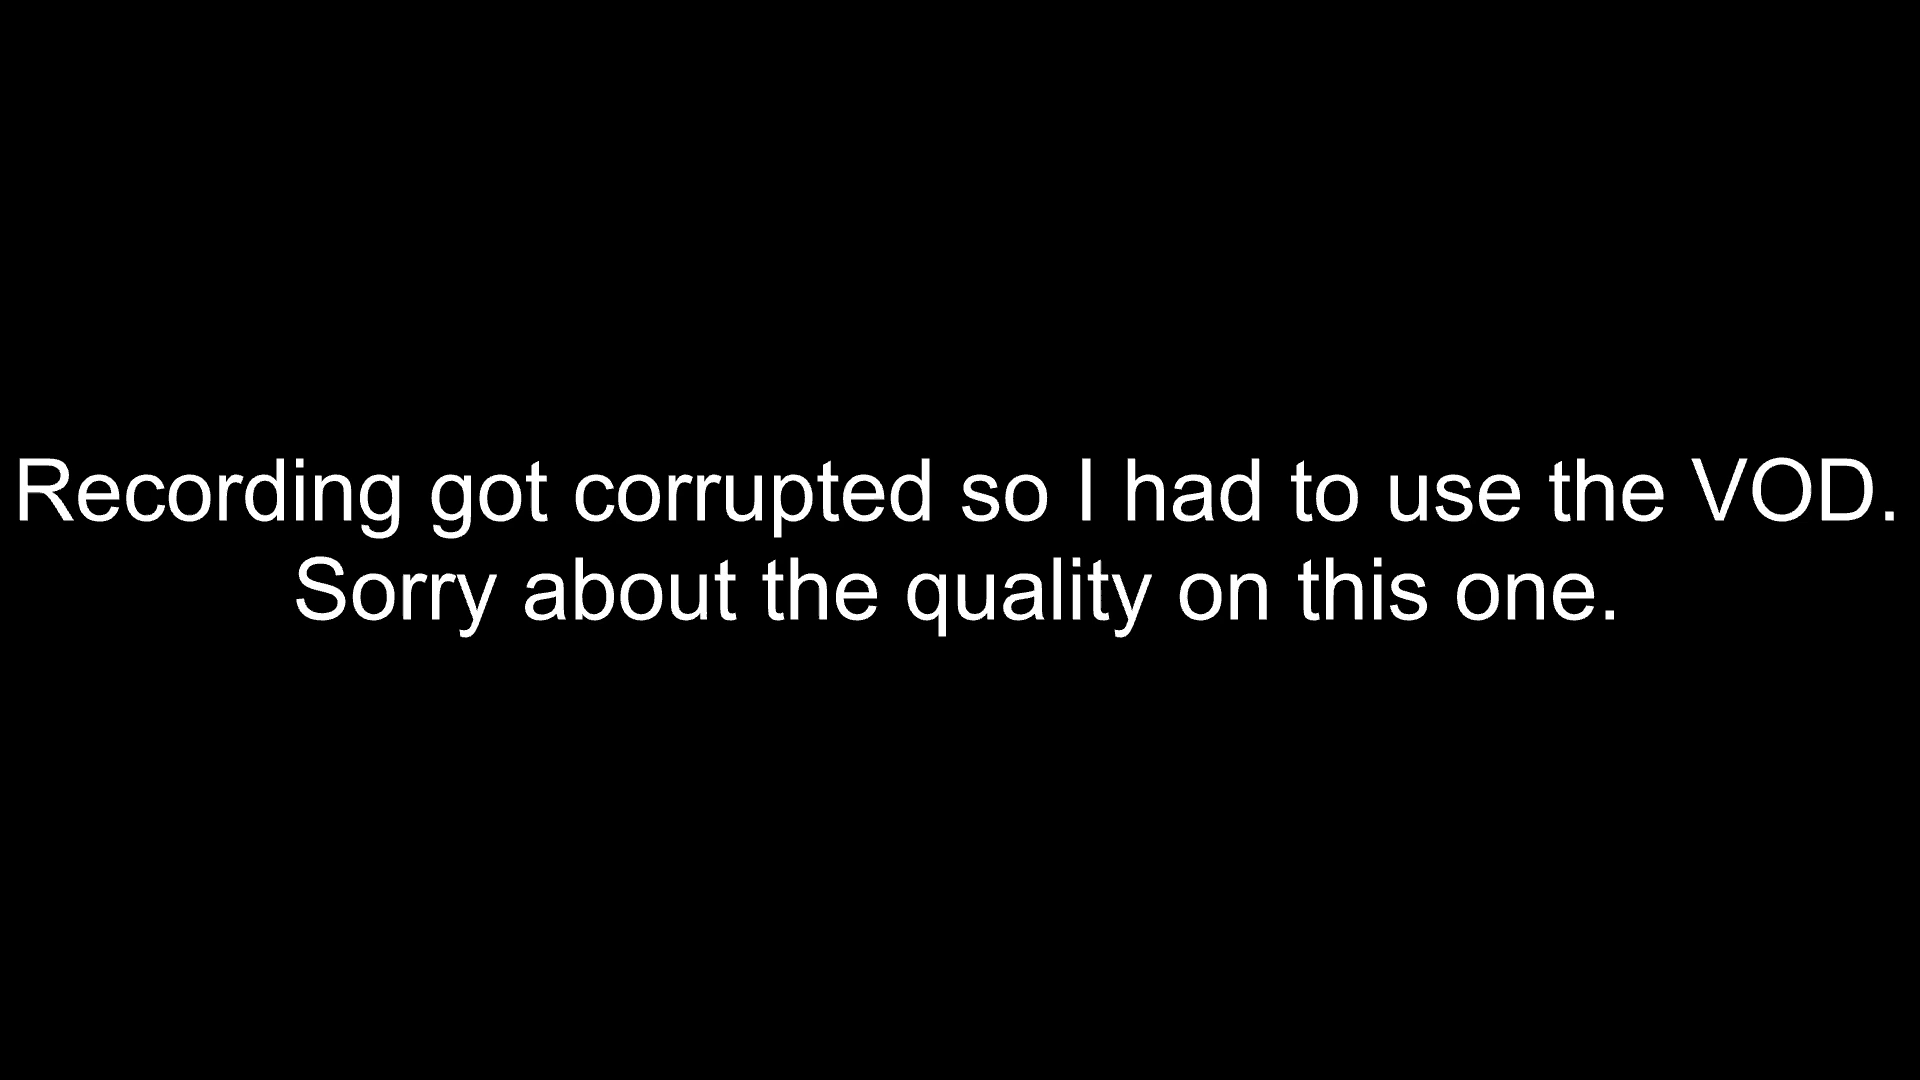 Recording got corrupted so I had to use the VOD.
Sorry about the quality on this one.